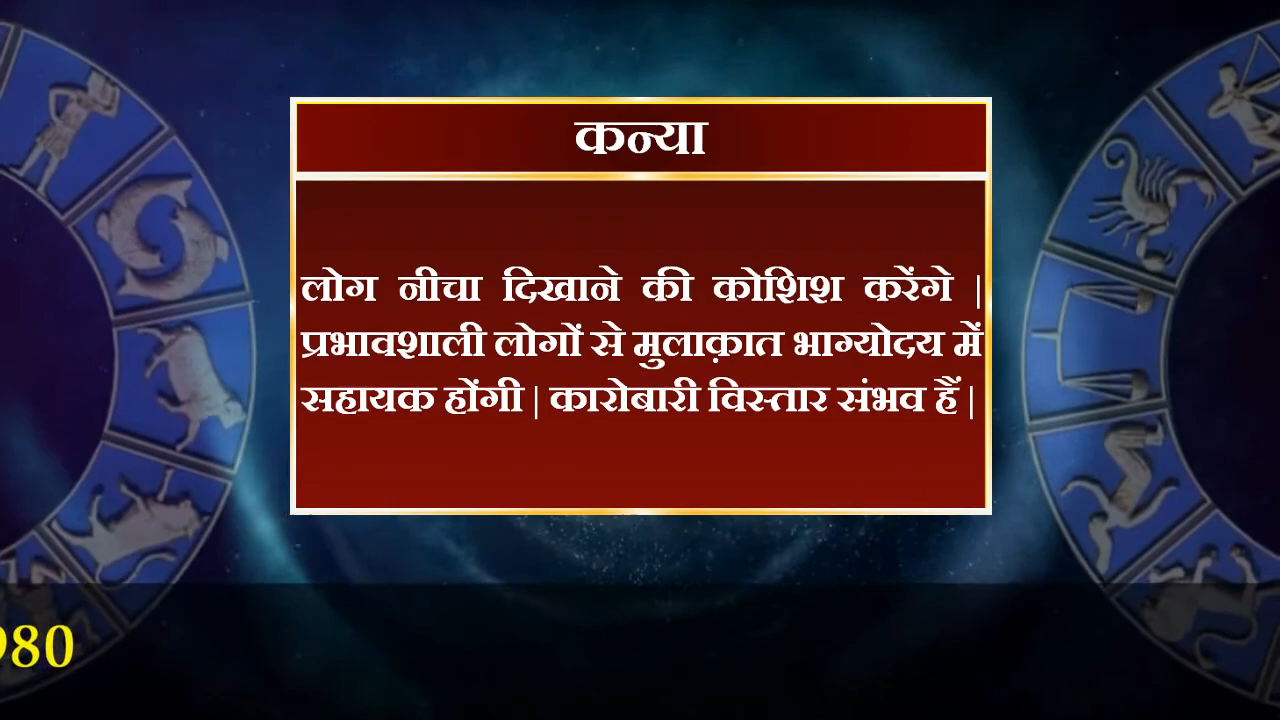 कन्या
लोग नीचा दिखाने की कोशिश करेंगे |
प्रभावशाली लोगों से मुलाक़ात भाग्योदय में
सहायक होंगी | कारोबारी विस्तार संभव हैं |
980